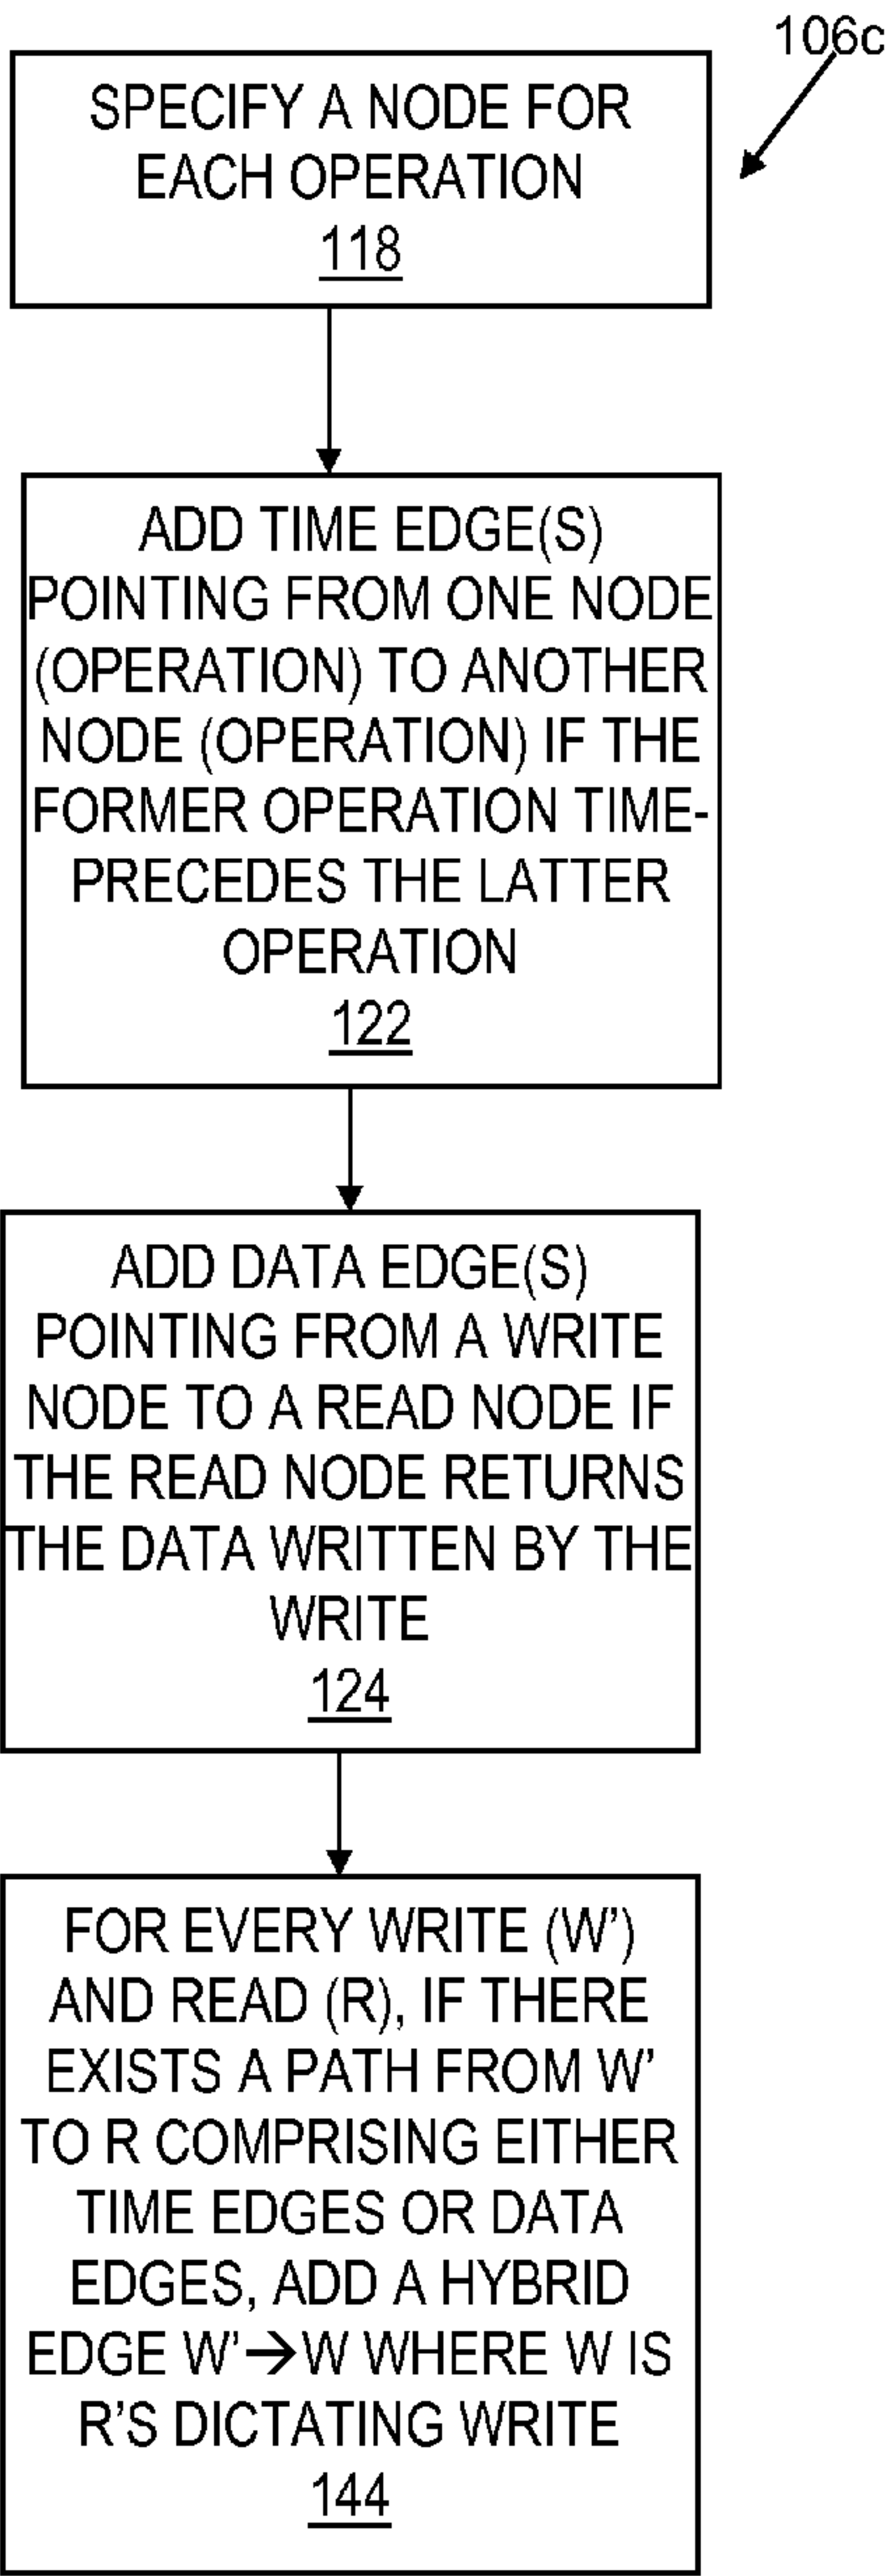 106c
SPECIFY A NODE FOR
EACH OPERATION
118
ADD TIME EDGE(S)
POINTING FROM ONE NODE
(OPERATION) TO ANOTHER
NODE (OPERATION) IF THE
FORMER OPERATION TIME-
PRECEDES THE LATTER
OPERATION
122
ADD DATA EDGE(S)
POINTING FROM A WRITE
NODE TO A READ NODE IF
THE READ NODE RETURNS
THE DATA WRITTEN BY THE
WRITE
124
FOR EVERY WRITE (W’)
AND READ (R), IF THERE
EXISTS A PATH FROM W’
TO R COMPRISING EITHER
TIME EDGES OR DATA
EDGES, ADD A HYBRID
EDGE W’→W WHERE W IS
R’S DICTATING WRITE
144